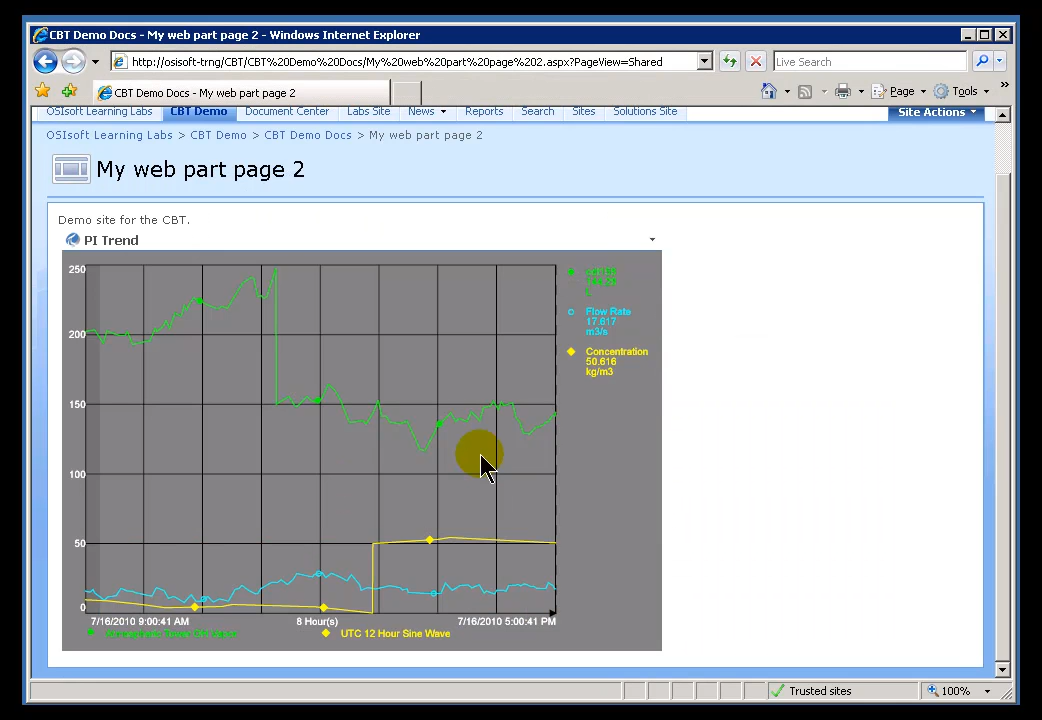 CBT Demo Docs - My web part page 2 - Windows Internet Explorer
http://osisoft-trng/CBT/CBT%20Demo%20Docs/My%20web%20part%20page%202.aspx?PageView=Shared
Live Search
CBT Demo Docs - My web part page 2
Page
Tools
»
OSIsoft Learning Labs CBT Demo Document Center Labs Site News Reports Search Sites Solutions Site Site Actions
OSIsoft Learning Labs > CBT Demo > CBT Demo Docs > My web part page 2
My web part page 2
Demo site for the CBT.
PI Trend
250
200
150
100
50
0
Flow Rate
17.617
m3/s
Concentration
50.616
kg/m3
7/16/2010 9:00:41 AM 8 Hour(s) 7/16/2010 5:00:41 PM
UTC 12 Hour Sine Wave
Trusted sites
100%